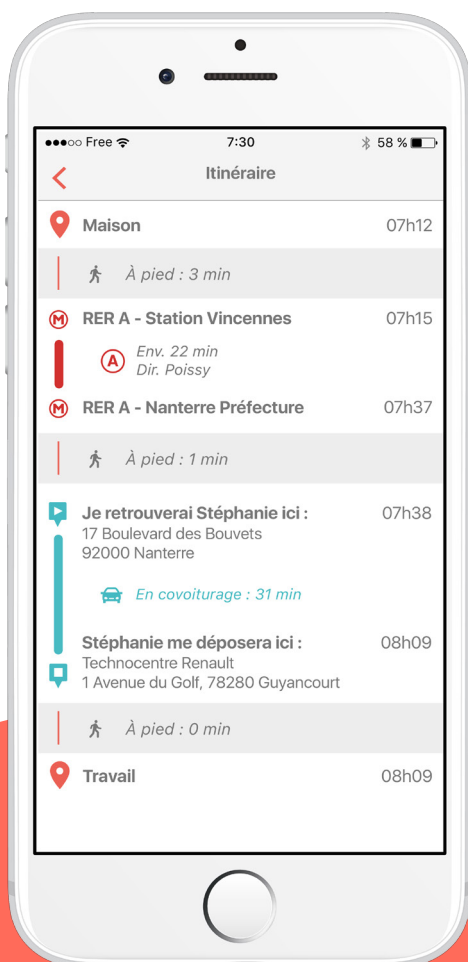 ●●●○○ Free 7:30 58 %
Itinéraire
Maison 07h12
À pied : 3 min
M RER A - Station Vincennes 07h15
A Env. 22 min
Dir. Poissy
M RER A - Nanterre Préfecture 07h37
À pied : 1 min
Je retrouverai Stéphanie ici : 07h38
17 Boulevard des Bouvets
92000 Nanterre
En covoiturage : 31 min
Stéphanie me déposera ici : 08h09
Technocentre Renault
1 Avenue du Golf, 78280 Guyancourt
À pied : 0 min
Travail 08h09